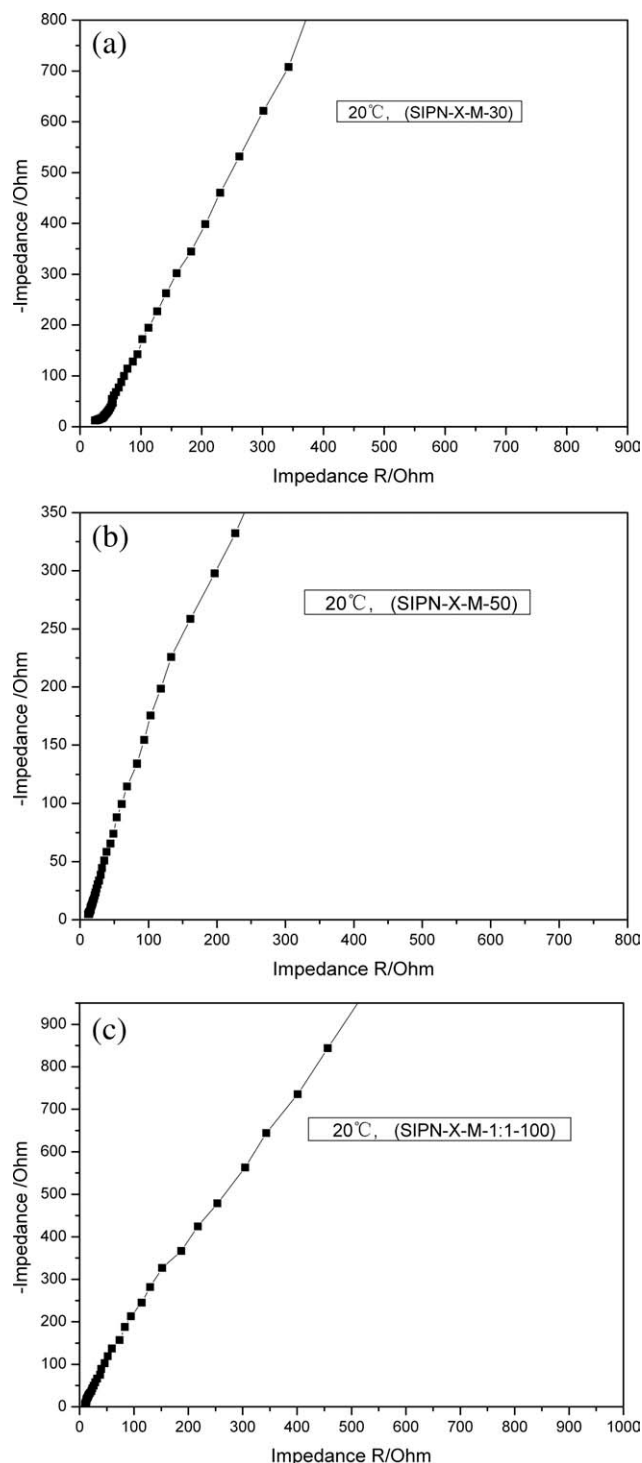 (a)
800
700
600
500
400
300
200
100
0
-Impedance /Ohm
20℃, (SIPN-X-M-30)
0 100 200 300 400 500 600 700 800 900
Impedance R/Ohm
(b)
350
300
250
200
150
100
50
0
-Impedance /Ohm
20℃, (SIPN-X-M-50)
0 100 200 300 400 500 600 700 800
Impedance R/Ohm
(c)
900
800
700
600
500
400
300
200
100
0
-Impedance /Ohm
20℃, (SIPN-X-M-1:1-100)
0 100 200 300 400 500 600 700 800 900 1000
Impedance R/Ohm